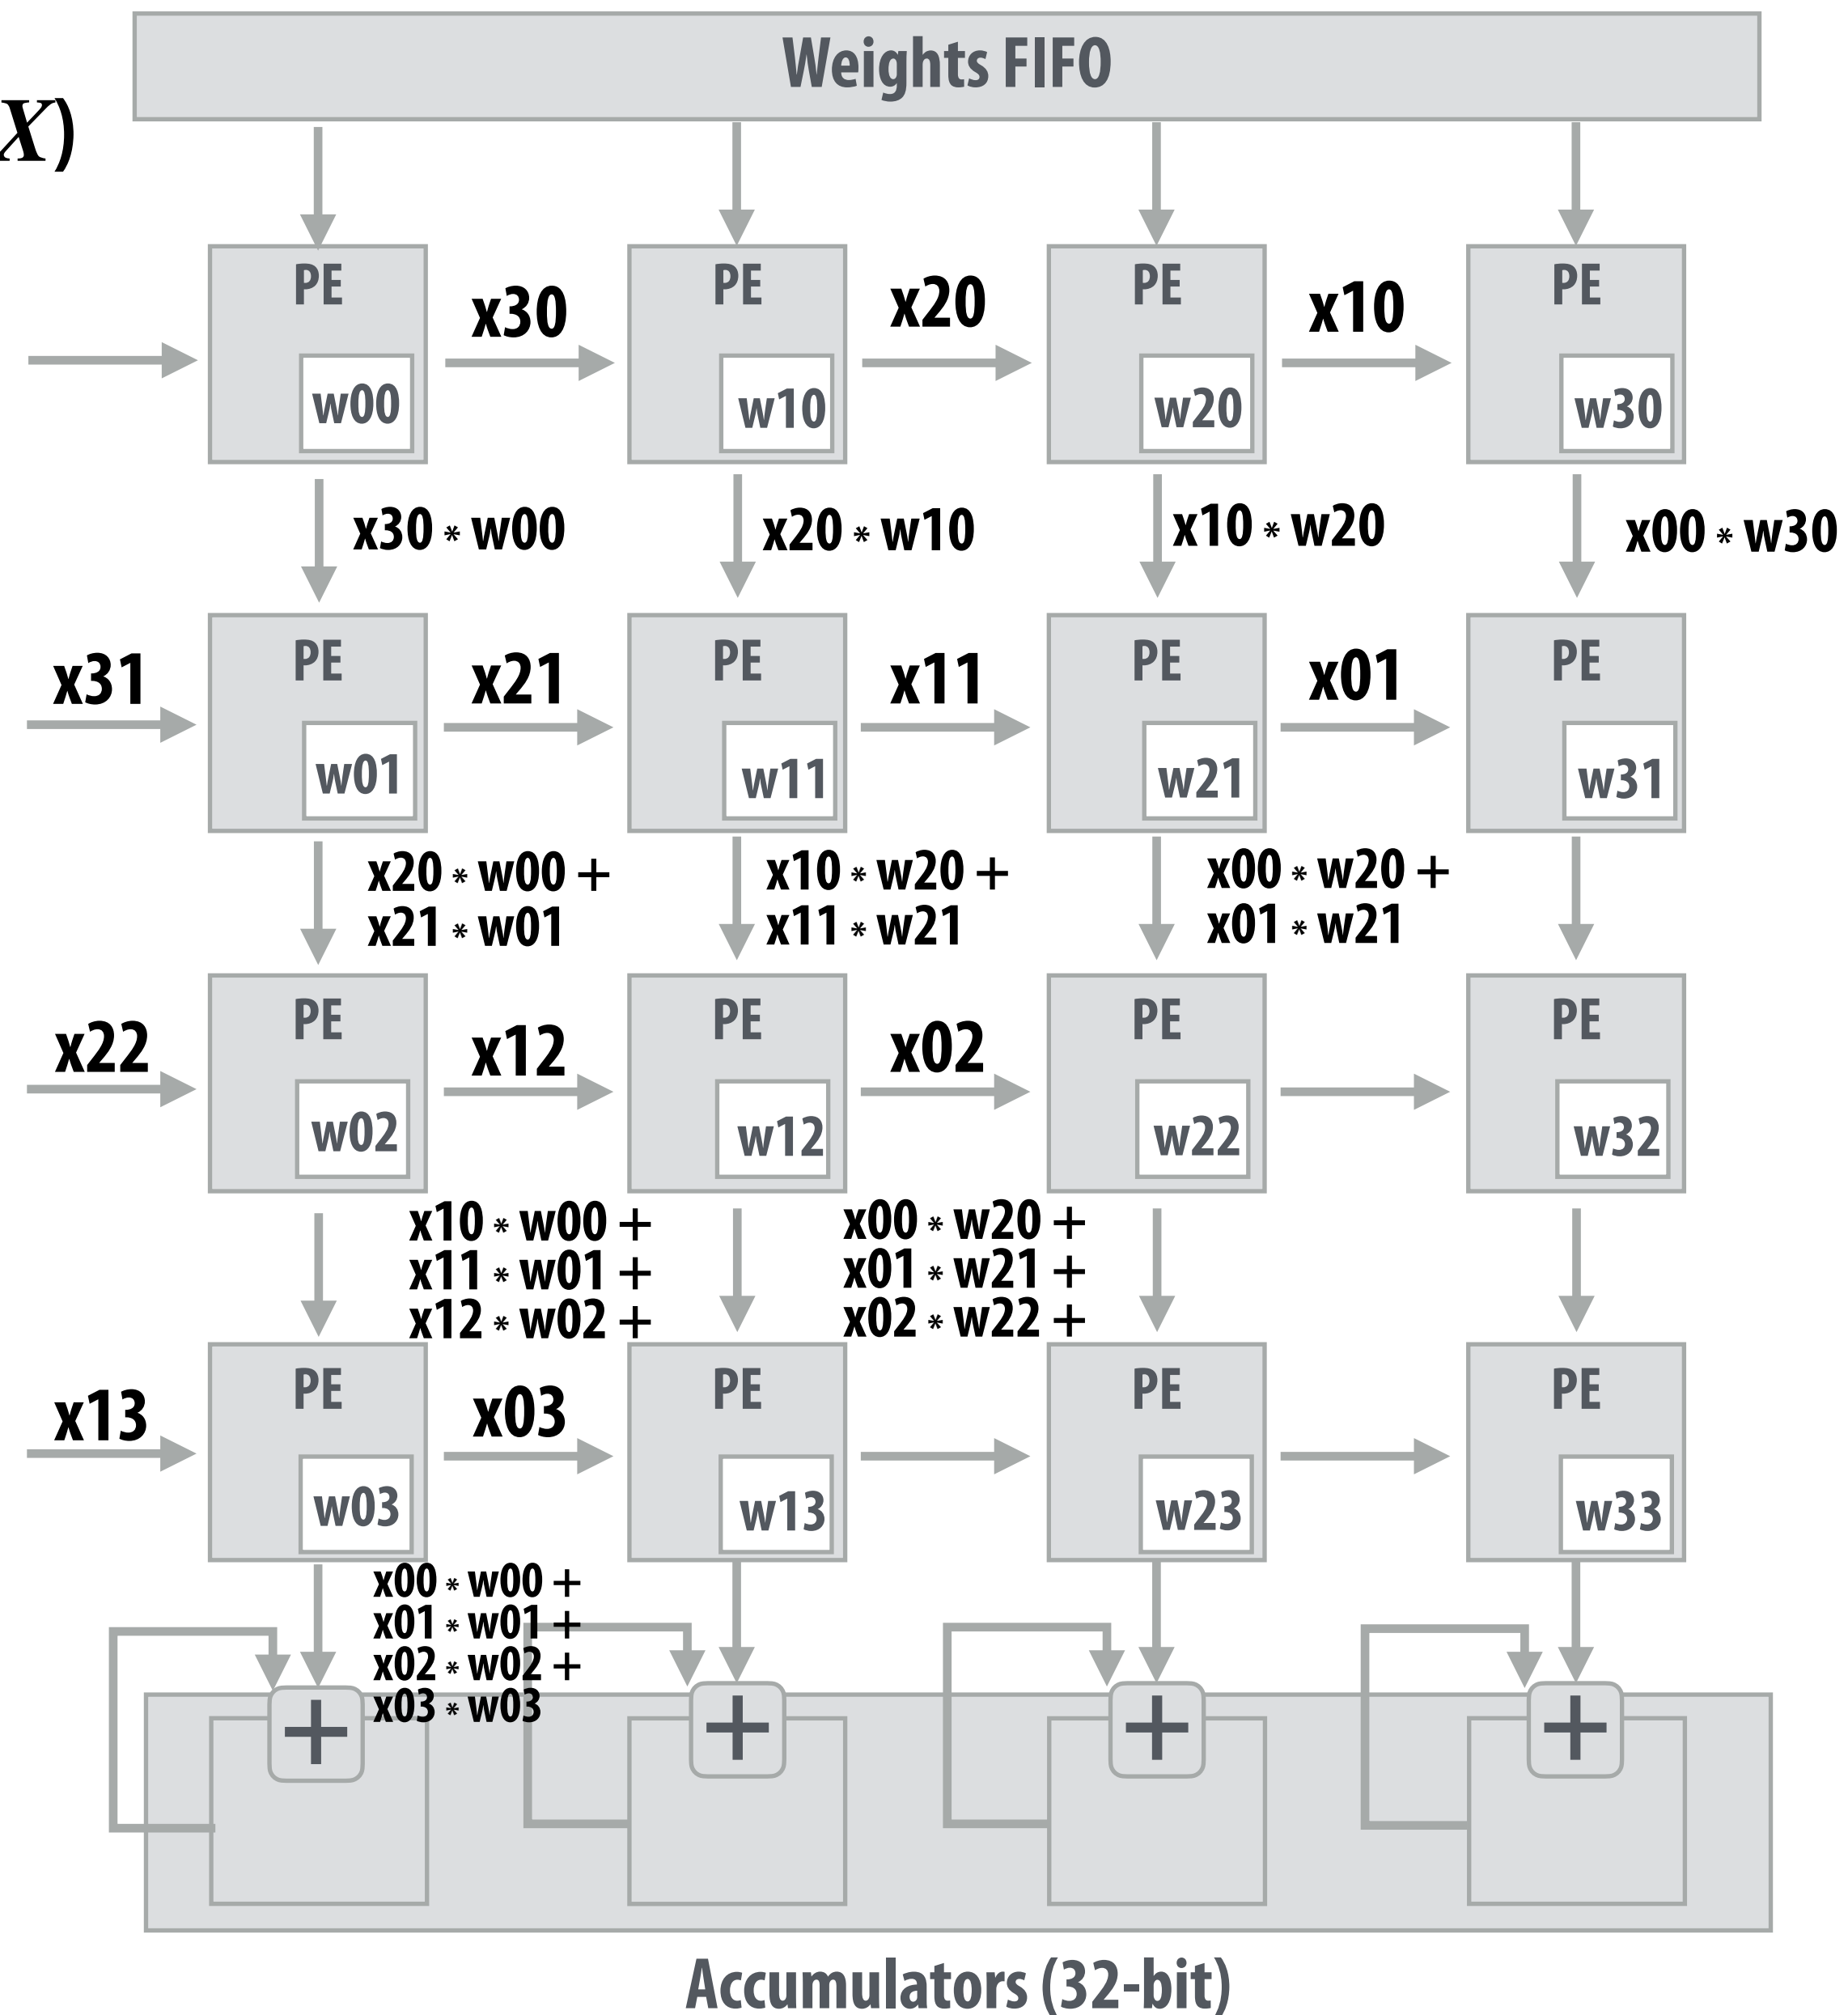 Weights FIFO
X)
PE PE PE PE
x30 x20 x10
w00 w10 w20 w30
x30 * w00 x20 * w10 x10 * w20 x00 * w30
PE PE PE PE
x31 x21 x11 x01
w01 w11 w21 w31
x20 * w00 + x10 * w20 + x00 * w20 +
x21 * w01 x11 * w21 x01 * w21
PE PE PE PE
x22 x12 x02
w02 w12 w22 w32
x10 * w00 + x00 * w20 +
x11 * w01 + x01 * w21 +
x12 * w02 + x02 * w22 +
PE PE PE PE
x13 x03
w03 w13 w23 w33
x00 * w00 +
x01 * w01 +
x02 * w02 +
x03 * w03
+ + + +
Accumulators (32-bit)